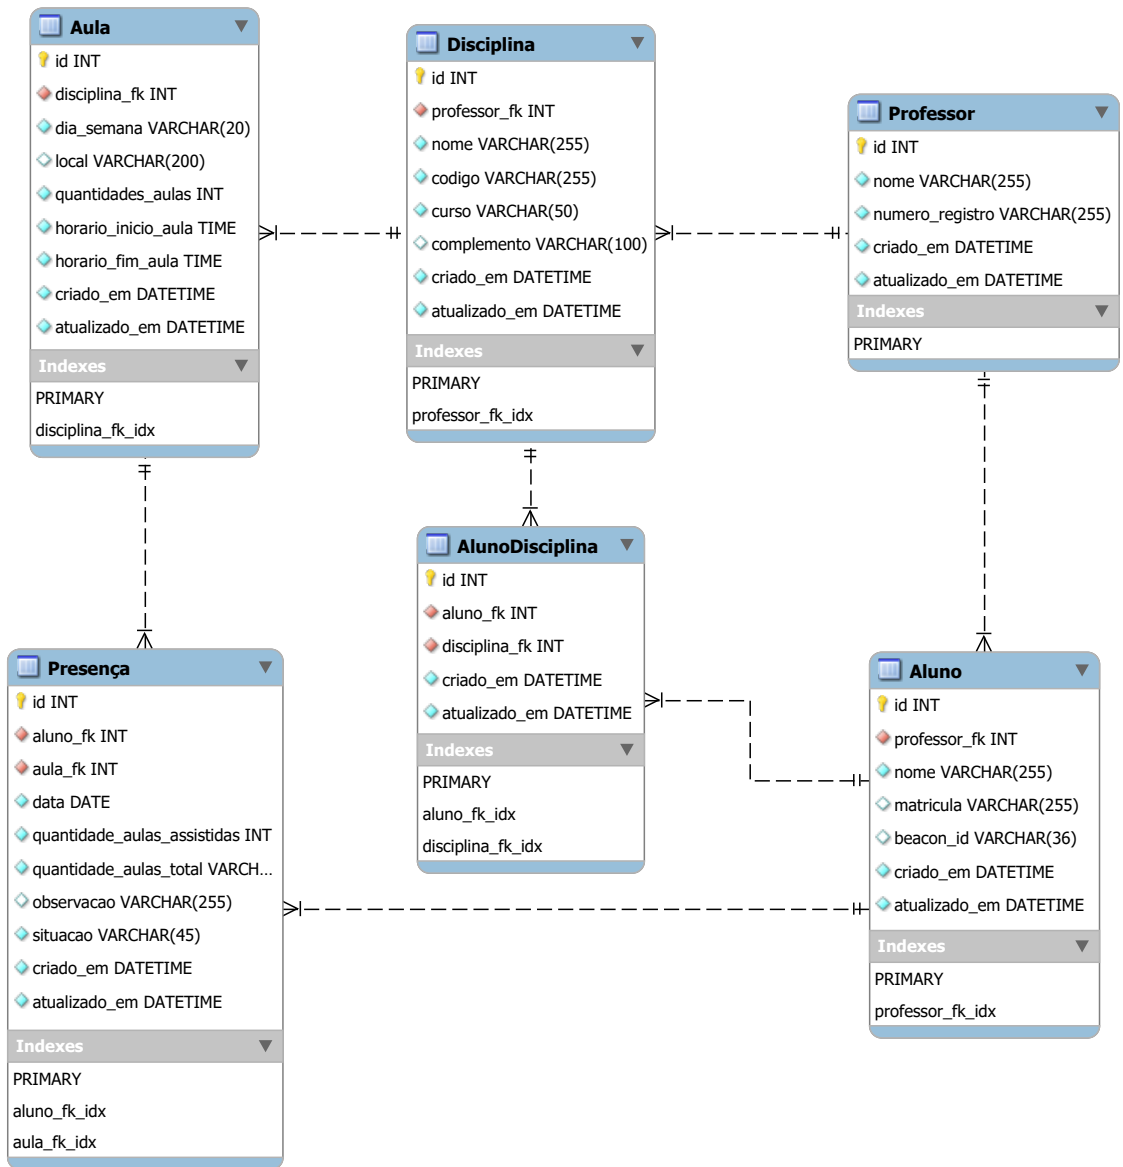 Aula
id INT
disciplina_fk INT
dia_semana VARCHAR(20)
local VARCHAR(200)
quantidades_aulas INT
horario_inicio_aula TIME
horario_fim_aula TIME
criado_em DATETIME
atualizado_em DATETIME
Indexes
PRIMARY
disciplina_fk_idx
Disciplina
id INT
professor_fk INT
nome VARCHAR(255)
codigo VARCHAR(255)
curso VARCHAR(50)
complemento VARCHAR(100)
criado_em DATETIME
atualizado_em DATETIME
Indexes
PRIMARY
professor_fk_idx
Professor
id INT
nome VARCHAR(255)
numero_registro VARCHAR(255)
criado_em DATETIME
atualizado_em DATETIME
Indexes
PRIMARY
AlunoDisciplina
id INT
aluno_fk INT
disciplina_fk INT
criado_em DATETIME
atualizado_em DATETIME
Indexes
PRIMARY
aluno_fk_idx
disciplina_fk_idx
Presença
id INT
aluno_fk INT
aula_fk INT
data DATE
quantidade_aulas_assistidas INT
quantidade_aulas_total VARCH...
observacao VARCHAR(255)
situacao VARCHAR(45)
criado_em DATETIME
atualizado_em DATETIME
Indexes
PRIMARY
aluno_fk_idx
aula_fk_idx
Aluno
id INT
professor_fk INT
nome VARCHAR(255)
matricula VARCHAR(255)
beacon_id VARCHAR(36)
criado_em DATETIME
atualizado_em DATETIME
Indexes
PRIMARY
professor_fk_idx